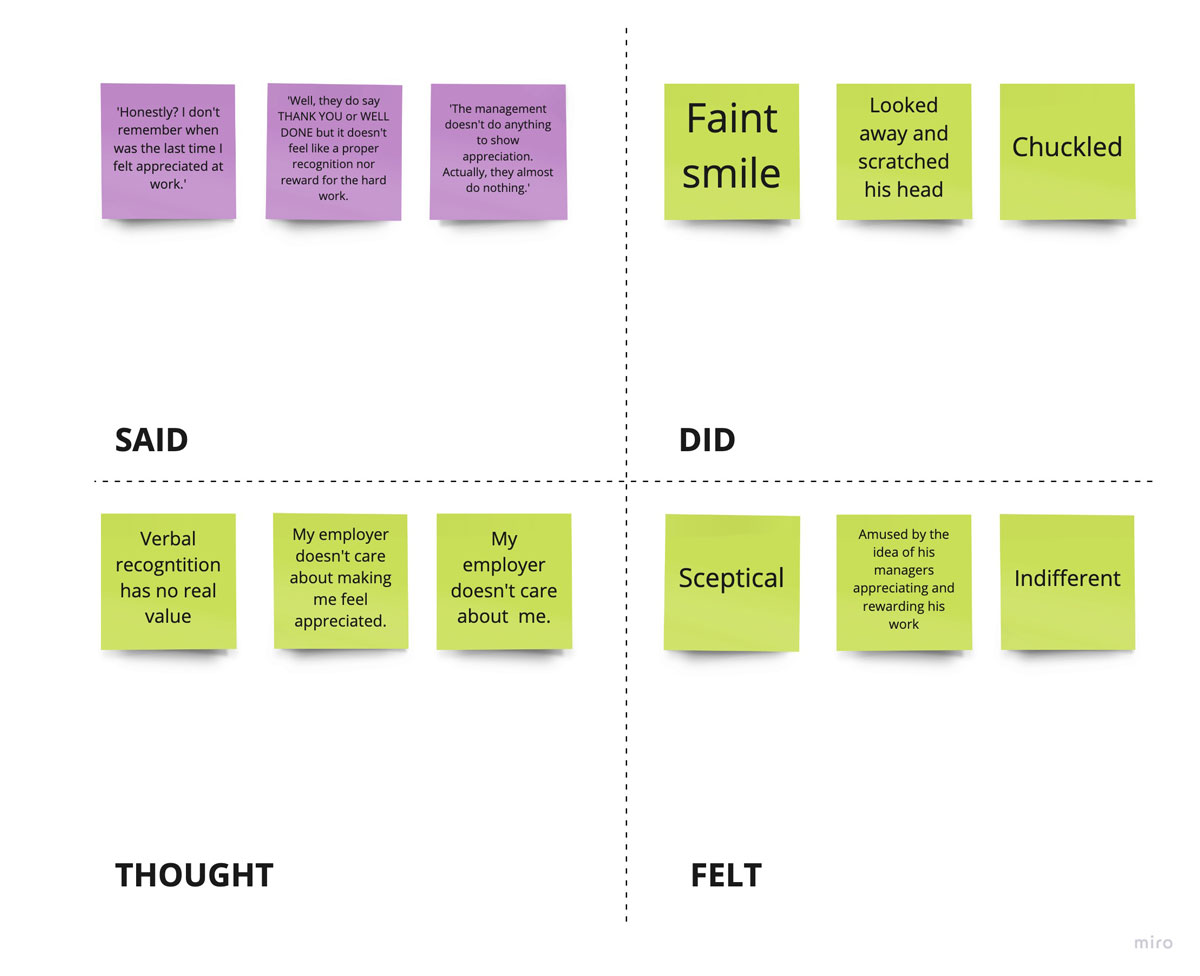 'Honestly? I don't
remember when
was the last time I
felt appreciated at
work.'
'Well, they do say
THANK YOU or WELL
DONE but it doesn't
feel like a proper
recognition nor
reward for the hard
work.
'The management
doesn't do anything
to show
appreciation.
Actually, they almost
do nothing.'
SAID
Faint
smile
Looked
away and
scratched
his head
Chuckled
DID
Verbal
recogntition
has no real
value
My employer
doesn't care
about making
me feel
appreciated.
My
employer
doesn't care
about  me.
THOUGHT
Sceptical
Amused by the
idea of his
managers
appreciating and
rewarding his
work
Indifferent
FELT
miro